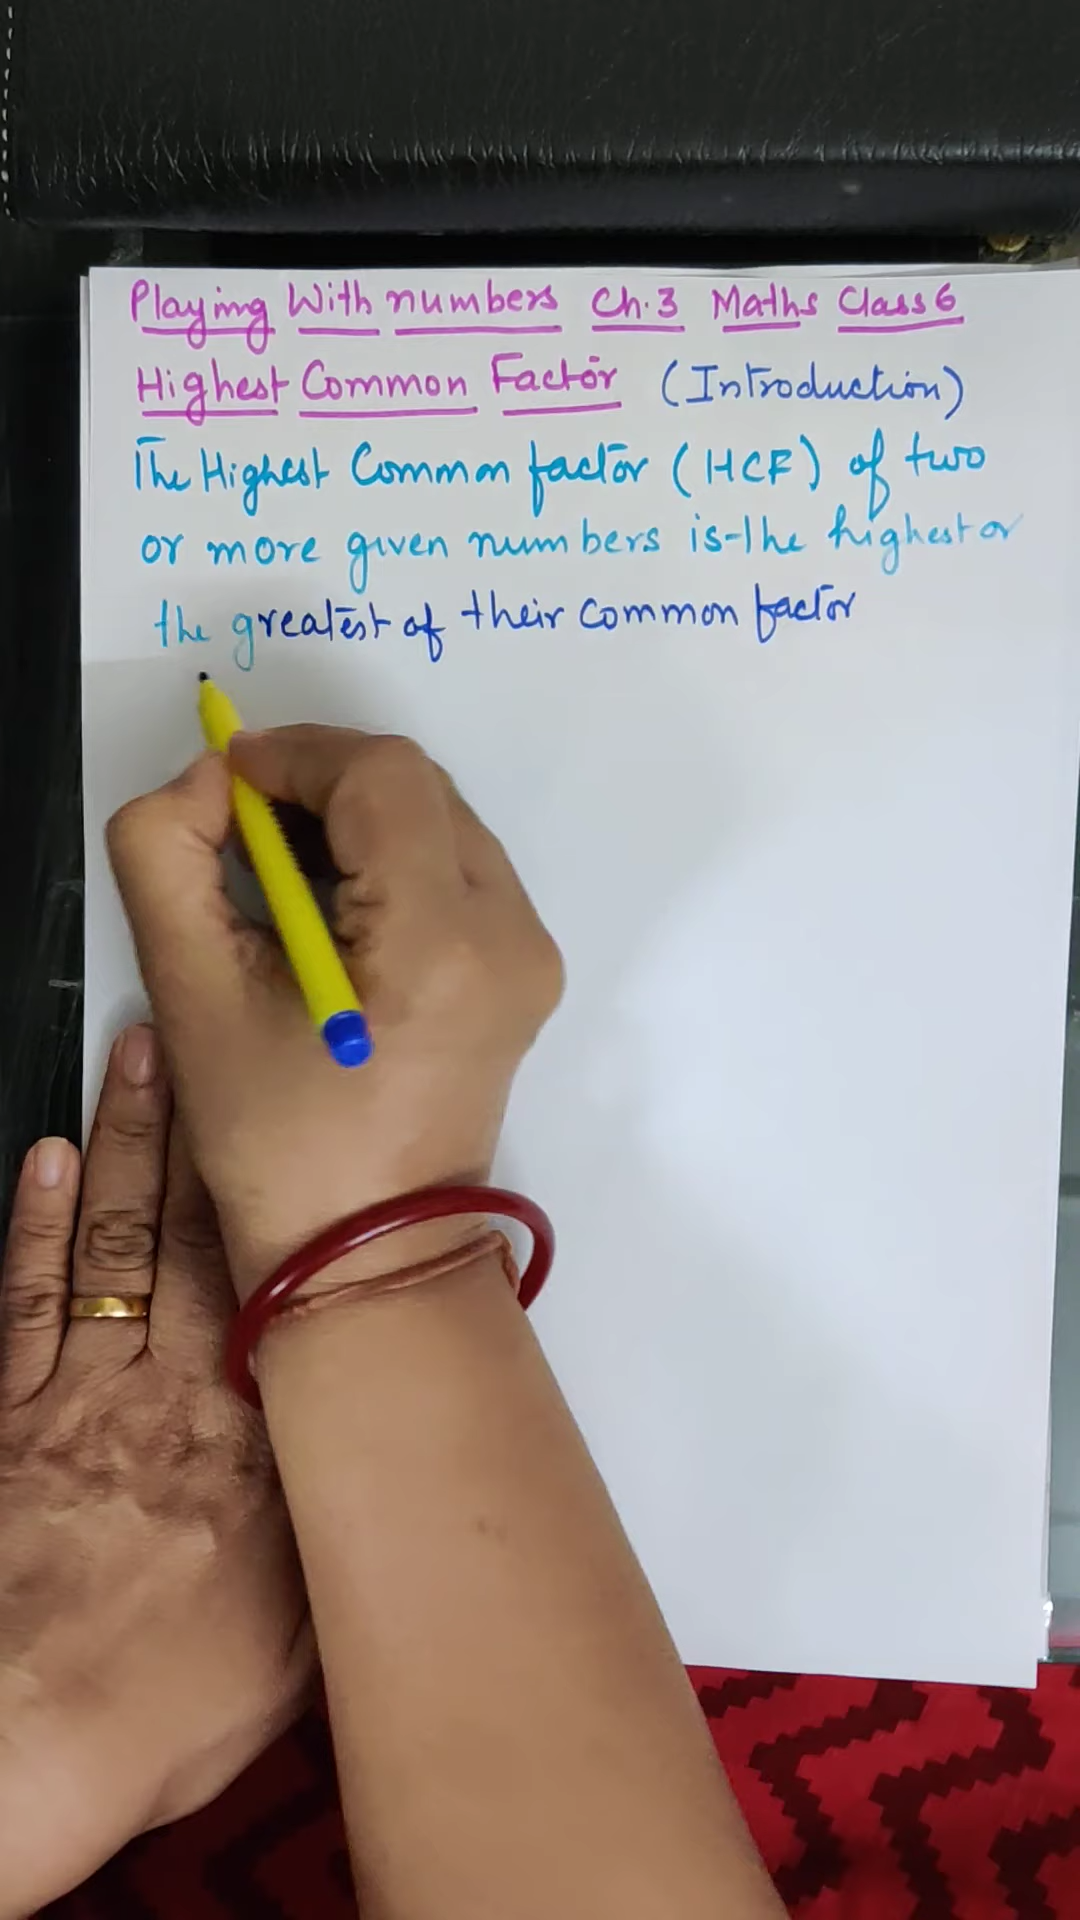 Playing With numbers Ch.3 Maths Class 6
Highest Common Factor (Introduction)
The Highest Common factor (HCF) of two
or more given numbers is the highest or
the greatest of their common factor